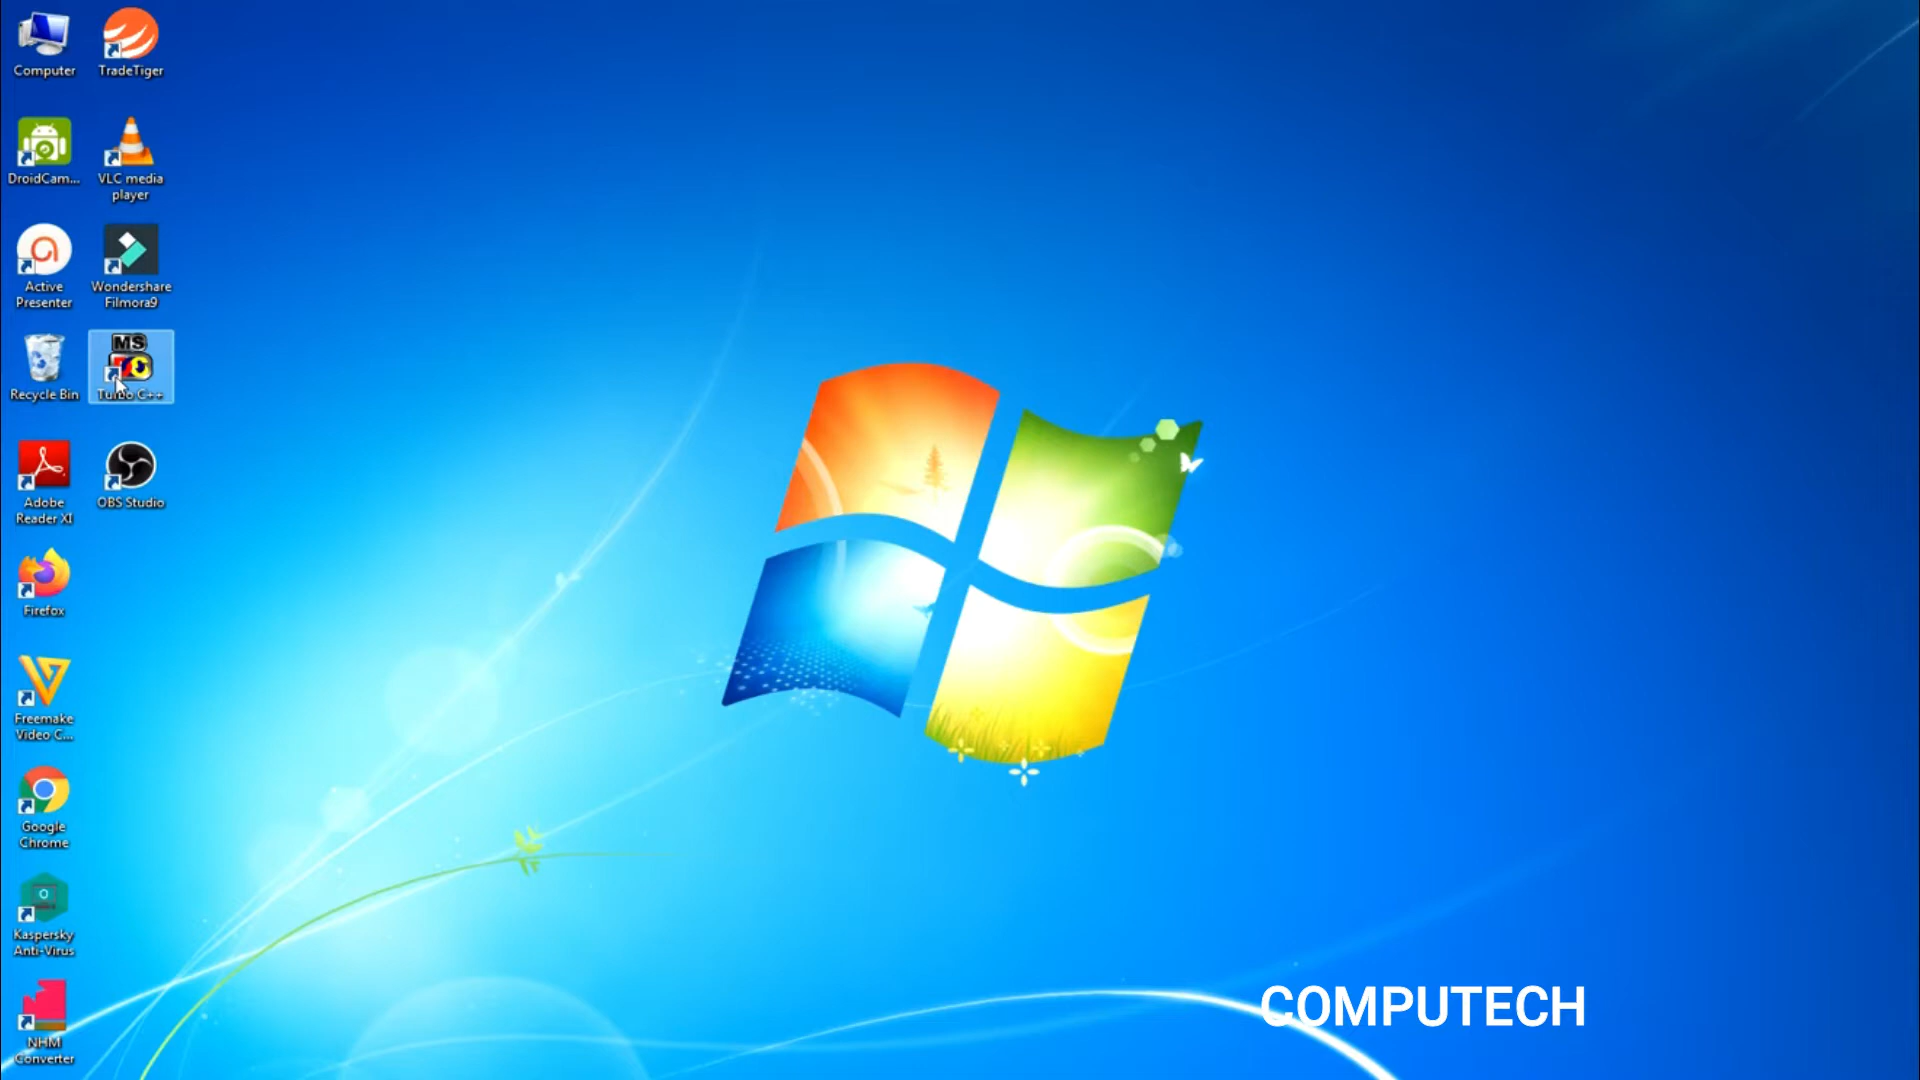 Computer
TradeTiger
DroidCam...
VLC media
player
Active
Presenter
Wondershare
Filmora9
Recycle Bin
MS
Turbo C++
Adobe
Reader XI
OBS Studio
Firefox
Freemake
Video C...
Google
Chrome
Kaspersky
Anti-Virus
NHM
Converter
COMPUTECH